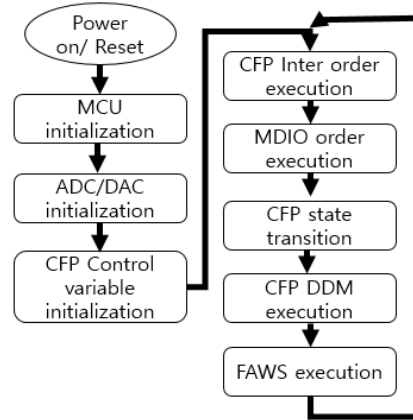 Power
on/ Reset
MCU
initialization
ADC/DAC
initialization
CFP Control
variable
initialization
CFP Inter order
execution
MDIO order
execution
CFP state
transition
CFP DDM
execution
FAWS execution